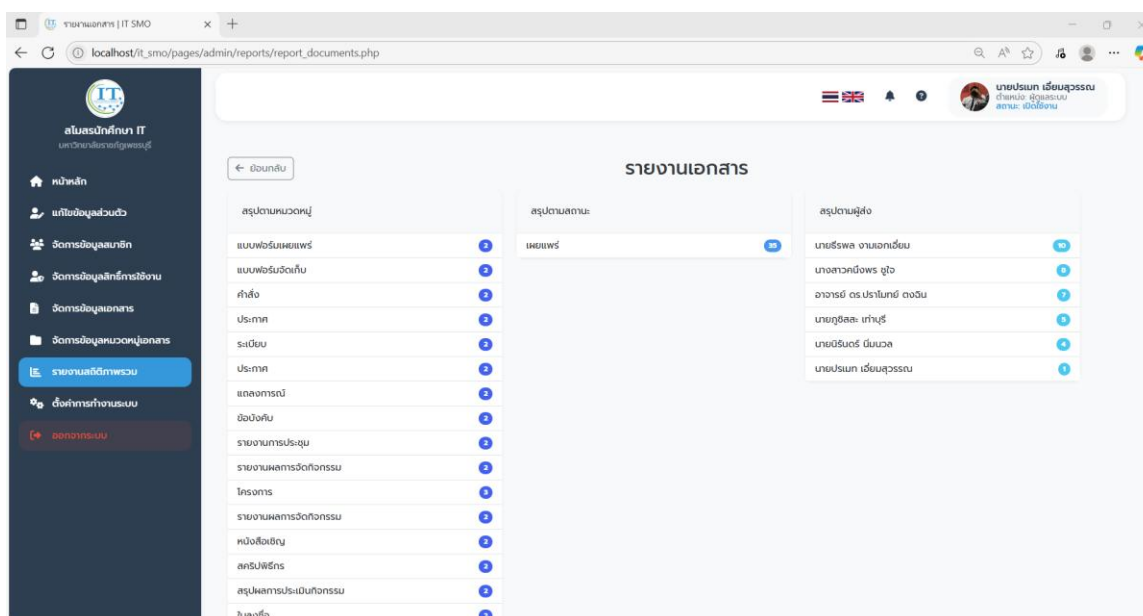 รายงานเอกสาร | IT SMO
localhost/it_smo/pages/admin/reports/report_documents.php
IT
สโมสรนักศึกษา IT
มหาวิทยาลัยราชภัฏเพชรบุรี
หน้าหลัก
แก้ไขข้อมูลส่วนตัว
จัดการข้อมูลสมาชิก
จัดการข้อมูลสิทธิ์การใช้งาน
จัดการข้อมูลเอกสาร
จัดการข้อมูลหมวดหมู่เอกสาร
รายงานสถิติภาพรวม
ตั้งค่าการทำงานระบบ
ออกจากระบบ
นายปรเมท เอี่ยมสุวรรณ
ตำแหน่ง: ผู้ดูแลระบบ
สถานะ: เปิดใช้งาน
← ย้อนกลับ
รายงานเอกสาร
สรุปตามหมวดหมู่
แบบฟอร์มเผยแพร่ 2
แบบฟอร์มจัดเก็บ 2
คำสั่ง 2
ประกาศ 2
ระเบียบ 2
ประกาศ 2
แถลงการณ์ 2
ข้อบังคับ 2
รายงานการประชุม 2
รายงานผลการจัดกิจกรรม 2
โครงการ 3
รายงานผลการจัดกิจกรรม 2
หนังสือเชิญ 2
สคริปพิธีกร 2
สรุปผลการประเมินกิจกรรม 2
ใบลงชื่อ 2
สรุปตามสถานะ
เผยแพร่ 35
สรุปตามผู้ส่ง
นายธีรพล งามเอกเอี่ยม 10
นางสาวคนึงพร ชูใจ 8
อาจารย์ ดร.ปราโมทย์ ตงฉิน 7
นายภูชิสสะ เท่าบุรี 5
นายนิรันดร์ นิ่มนวล 4
นายปรเมท เอี่ยมสุวรรณ 1